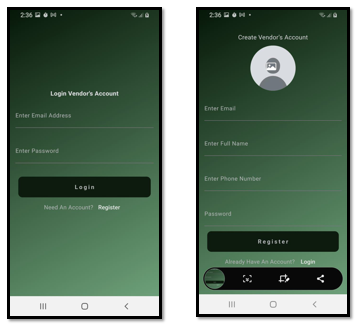 2:36
Login Vendor's Account
Enter Email Address
Enter Password
Login
Need An Account? Register
2:36
Create Vendor's Account
Enter Email
Enter Full Name
Enter Phone Number
Password
Register
Already Have An Account? Login